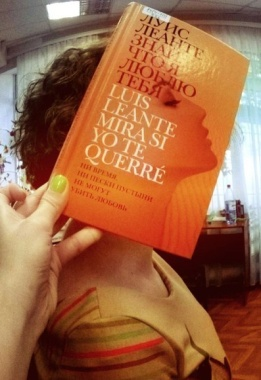 ЛУИС
ЛЕАНТЕ
ЗНАЙ,
ЧТО Я
ЛЮБЛЮ
ТЕБЯ
LUIS
LEANTE
MIRA SI
YO TE
QUERRÉ
НИ ВРЕМЯ
НИ ПЕСКИ ПУСТЫНИ
НЕ МОГУТ
УБИТЬ ЛЮБОВЬ